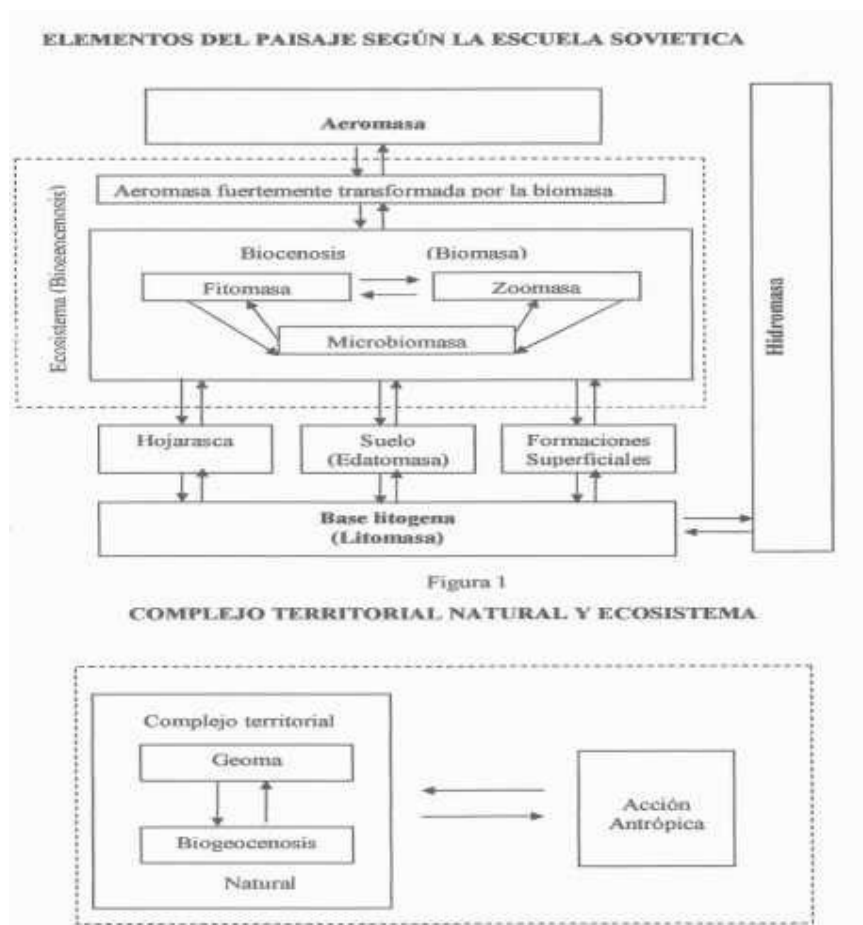 ELEMENTOS DEL PAISAJE SEGÚN LA ESCUELA SOVIETICA
Aeromasa
Aeromasa fuertemente transformada por la biomasa
Ecosistema (Biogeocenosis)
Biocenosis (Biomasa)
Fitomasa
Zoomasa
Microbiomasa
Hidromasa
Hojarasca
Suelo
(Edatomasa)
Formaciones
Superficiales
Base litogena
(Litomasa)
Figura 1
COMPLEJO TERRITORIAL NATURAL Y ECOSISTEMA
Complejo territorial
Geoma
Biogeocenosis
Natural
Acción
Antrópica